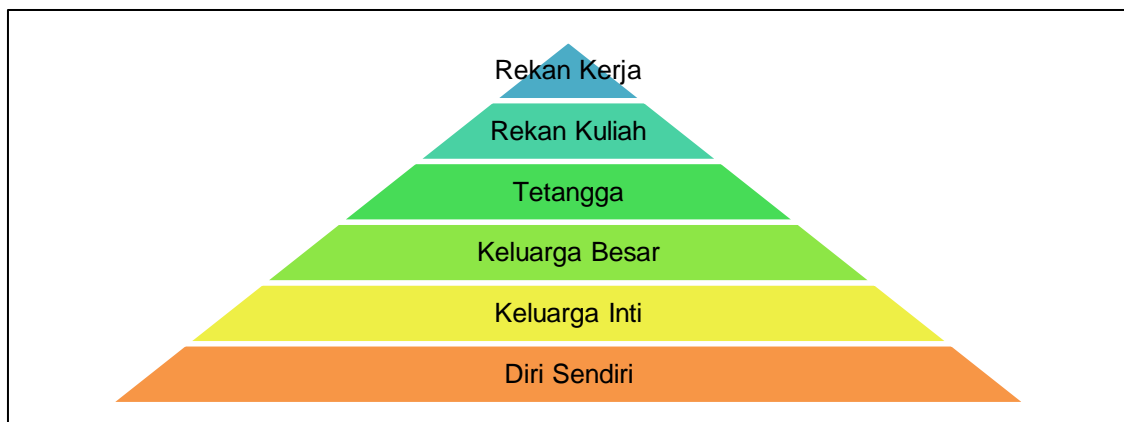 Rekan Kerja
Rekan Kuliah
Tetangga
Keluarga Besar
Keluarga Inti
Diri Sendiri